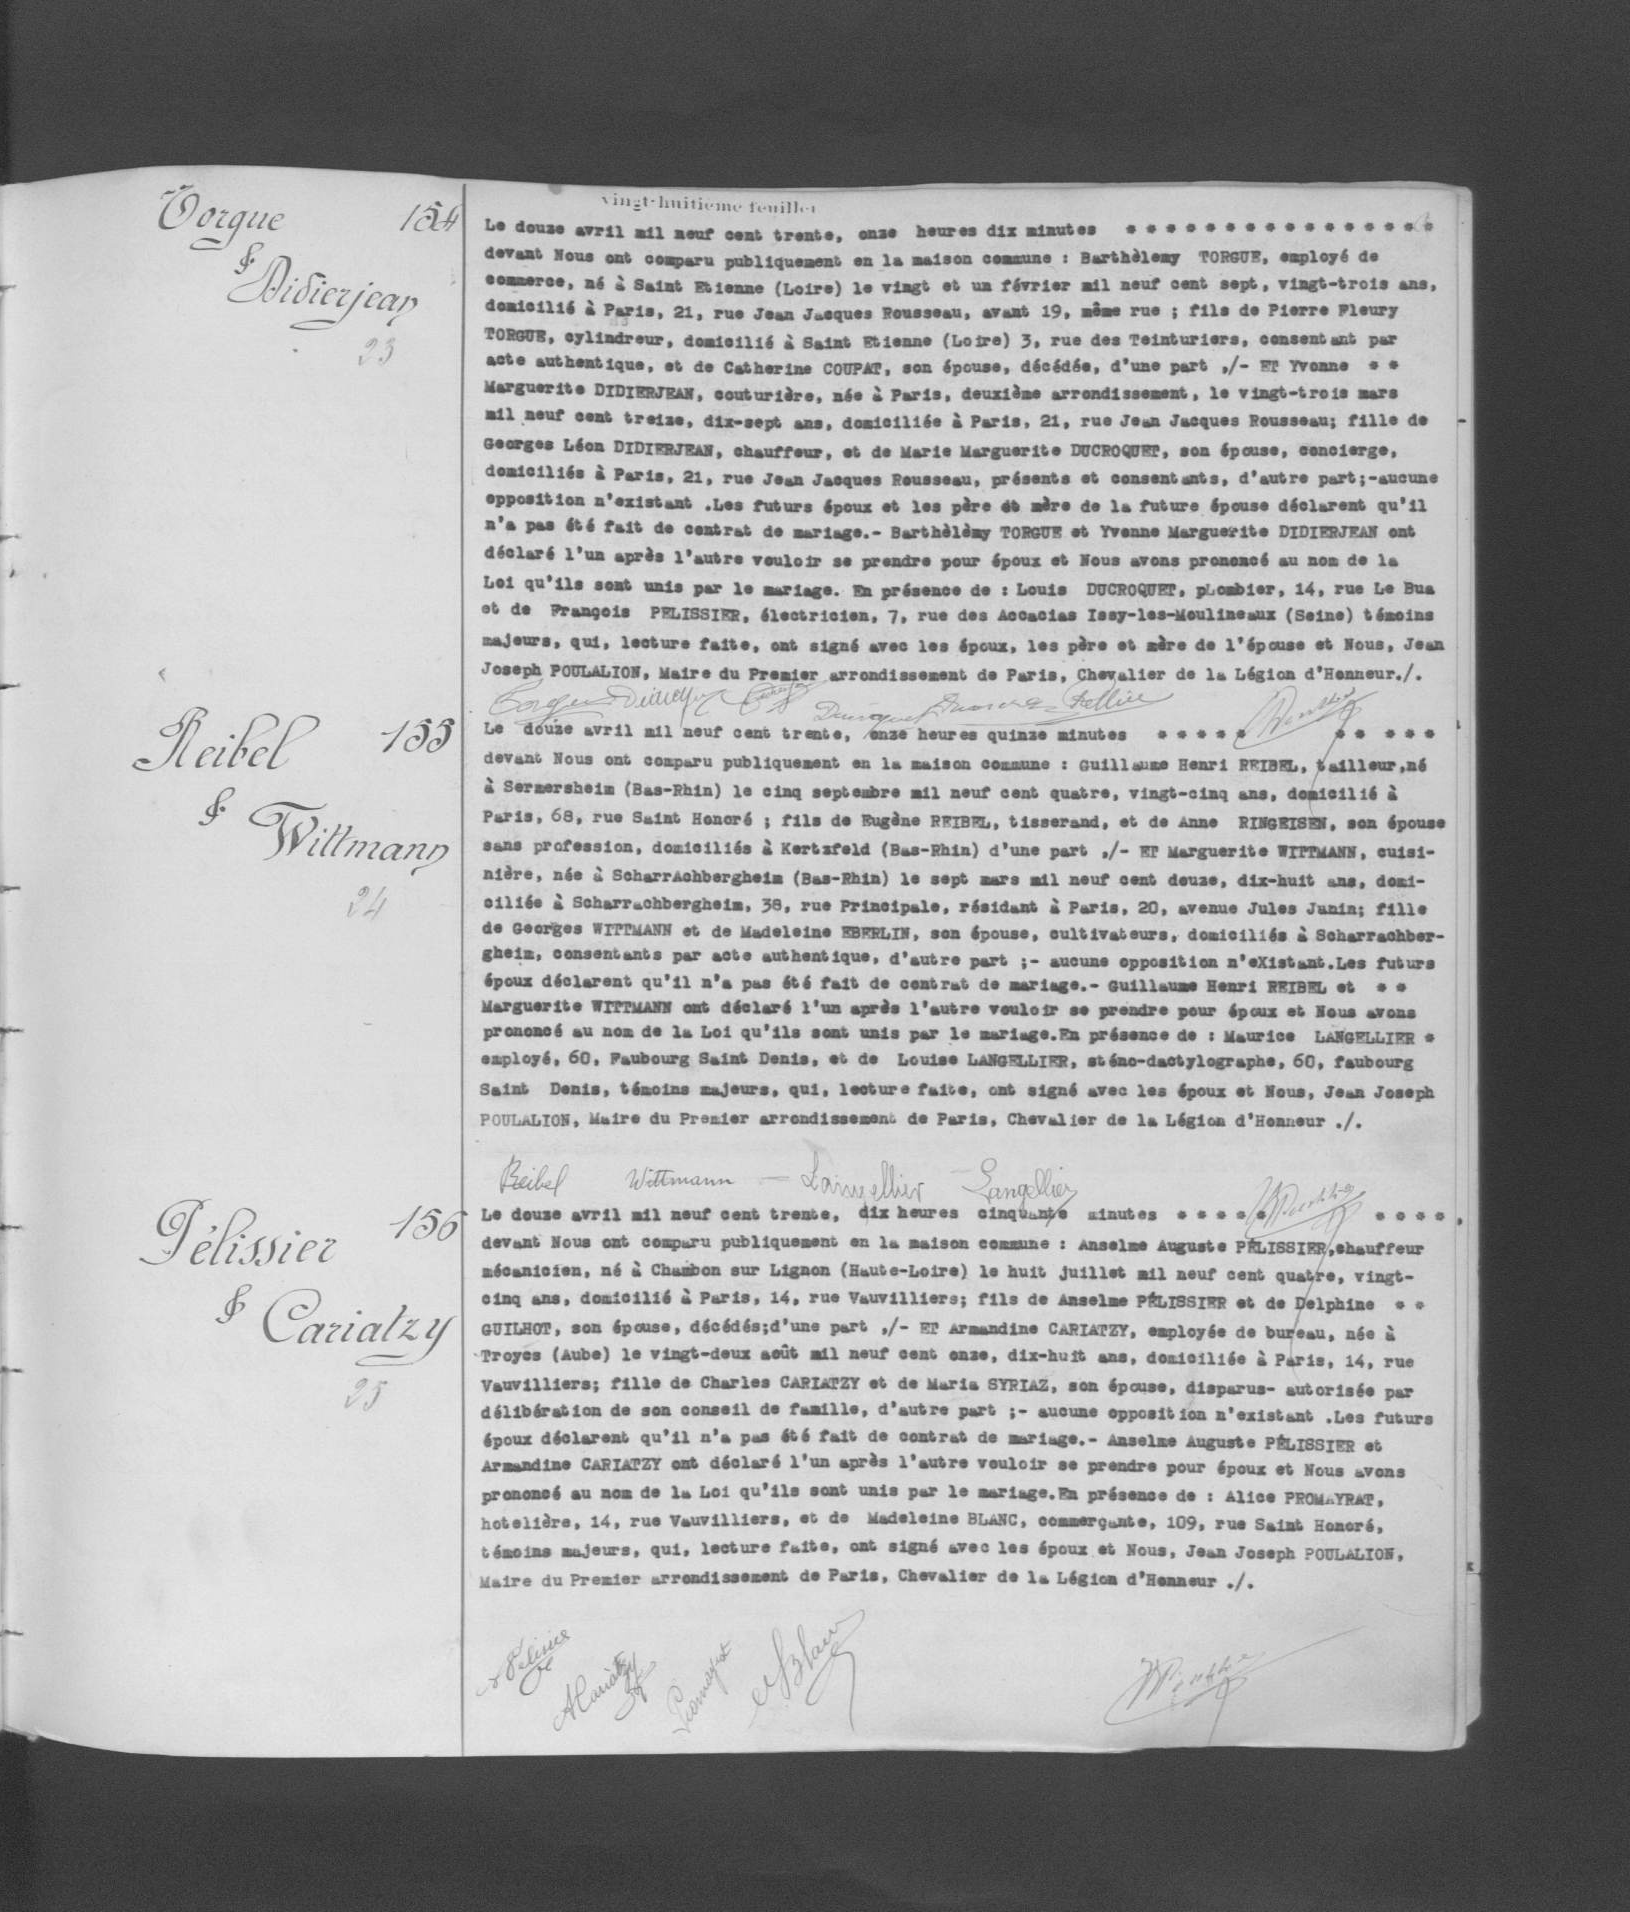 vingt-huitième feuillet
Torgue 154
&
Didierjean
23
Le douze avril mil neuf cent trente, onze heures dix minutes * * * * * * * * * * * * * * * *
devant Nous ont comparu publiquement en la maison commune : Barthèlemy TORGUE, employé de
commerce, né à Saint Etienne (Loire) le vingt et un février mil neuf cent sept, vingt-trois ans,
domicilié à Paris, 21, rue Jean Jacques Rousseau, avant 19, même rue ; fils de Pierre Fleury
TORGUE, cylindreur, domicilié à Saint Etienne (Loire) 3, rue des Teinturiers, consentant par
acte authentique, et de Catherine COUPAT, son épouse, décédée, d'une part ,/- ET Yvonne * *
Marguerite DIDIERJEAN, couturière, née à Paris, deuxième arrondissement, le vingt-trois mars
mil neuf cent treize, dix-sept ans, domiciliée à Paris, 21, rue Jean Jacques Rousseau; fille de
Georges Léon DIDIERJEAN, chauffeur, et de Marie Marguerite DUCROQUET, son épouse, concierge,
domiciliés à Paris, 21, rue Jean Jacques Rousseau, présents et consentants, d'autre part;-aucune
opposition n'existant .Les futurs époux et les père et mère de la future épouse déclarent qu'il
n'a pas été fait de contrat de mariage.- Barthèlèmy TORGUE et Yvonne Marguerite DIDIERJEAN ont
déclaré l'un après l'autre vouloir se prendre pour époux et Nous avons prononcé au nom de la
Loi qu'ils sont unis par le mariage. En présence de : Louis DUCROQUET, pLombier, 14, rue Le Bua
et de François PELISSIER, électricien, 7, rue des Accacias Issy-les-Moulineaux (Seine) témoins
majeurs, qui, lecture faite, ont signé avec les époux, les père et mère de l'épouse et Nous, Jean
Joseph POULALION, Maire du Premier arrondissement de Paris, Chevalier de la Légion d'Honneur./.
Reibel 155
&
Wittmann
24
Le douze avril mil neuf cent trente, onze heures quinze minutes * * * * * * * * * *
devant Nous ont comparu publiquement en la maison commune : Guillaume Henri REIBEL, tailleur,né
à Sermersheim (Bas-Rhin) le cinq septembre mil neuf cent quatre, vingt-cinq ans, domicilié à
Paris, 68, rue Saint Honoré ; fils de Eugène REIBEL, tisserand, et de Anne RINGEISEN, son épouse
sans profession, domiciliés à Kertzfeld (Bas-Rhin) d'une part ,/- ET Marguerite WITTMANN, cuisi-
nière, née à ScharrAchbergheim (Bas-Rhin) le sept mars mil neuf cent douze, dix-huit ans, domi-
ciliée à Scharrachbergheim, 38, rue Principale, résidant à Paris, 20, avenue Jules Janin; fille
de Georges WITTMANN et de Madeleine EBERLIN, son épouse, cultivateurs, domiciliés à Scharrachber-
gheim, consentants par acte authentique, d'autre part ;- aucune opposition n'eXistant.Les futurs
époux déclarent qu'il n'a pas été fait de contrat de mariage.- Guillaume Henri REIBEL et * *
Marguerite WITTMANN ont déclaré l'un après l'autre vouloir se prendre pour époux et Nous avons
prononcé au nom de la Loi qu'ils sont unis par le mariage.En présence de : Maurice LANGELLIER *
employé, 60, Faubourg Saint Denis, et de Louise LANGELLIER, sténo-dactylographe, 60, faubourg
Saint Denis, témoins majeurs, qui, lecture faite, ont signé avec les époux et Nous, Jean Joseph
POULALION, Maire du Premier arrondissement de Paris, Chevalier de la Légion d'Honneur ./.
Reibel Wittmann Langellier Langellier
Pélissier 156
&
Cariatzy
25
Le douze avril mil neuf cent trente, dix heures cinquante minutes * * * * * * * * *
devant Nous ont comparu publiquement en la maison commune : Anselme Auguste PÉLISSIER,chauffeur
mécanicien, né à Chambon sur Lignon (Haute-Loire) le huit juillet mil neuf cent quatre, vingt-
cinq ans, domicilié à Paris, 14, rue Vauvilliers; fils de Anselme PÉLISSIER et de Delphine * *
GUILHOT, son épouse, décédés;d'une part ,/- ET Armandine CARIATZY, employée de bureau, née à
Troyes (Aube) le vingt-deux août mil neuf cent onze, dix-huit ans, domiciliée à Paris, 14, rue
Vauvilliers; fille de Charles CARIATZY et de Maria SYRIAZ, son épouse, disparus- autorisée par
délibération de son conseil de famille, d'autre part ;- aucune opposition n'existant .Les futurs
époux déclarent qu'il n'a pas été fait de contrat de mariage.- Anselme Auguste PÉLISSIER et
Armandine CARIATZY ont déclaré l'un après l'autre vouloir se prendre pour époux et Nous avons
prononcé au nom de la Loi qu'ils sont unis par le mariage.En présence de : Alice PROMAYRAT,
hotelière, 14, rue Vauvilliers, et de Madeleine BLANC, commerçante, 109, rue Saint Honoré,
témoins majeurs, qui, lecture faite, ont signé avec les époux et Nous, Jean Joseph POULALION,
Maire du Premier arrondissement de Paris, Chevalier de la Légion d'Honneur ./.